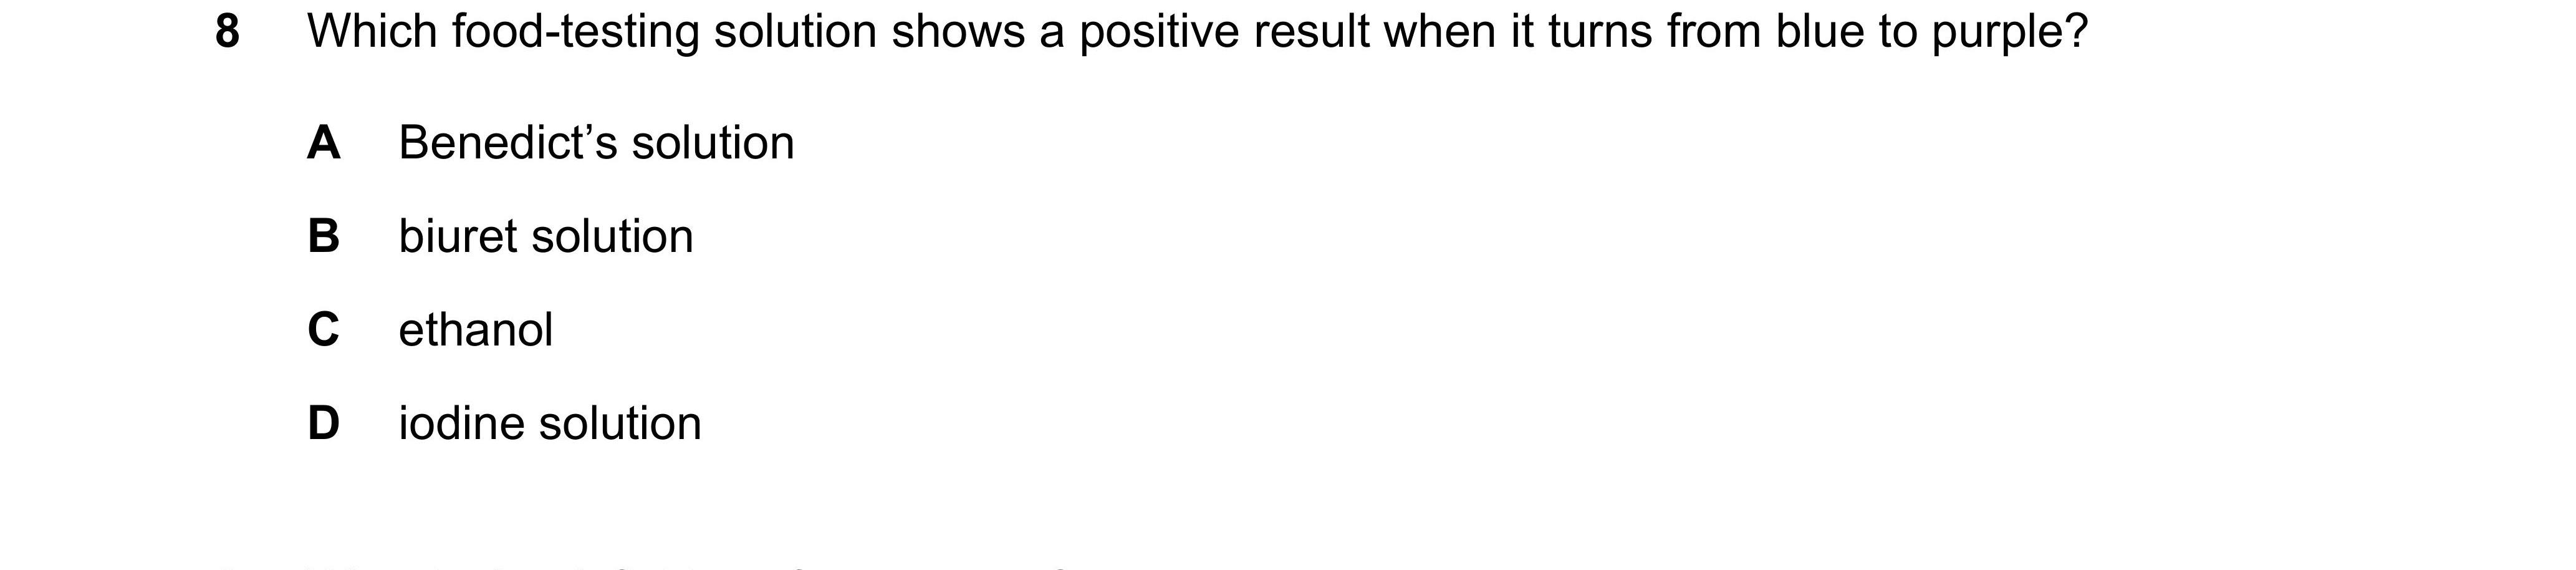 8 Which food-testing solution shows a positive result when it turns from blue to purple?
A Benedict’s solution
B biuret solution
C ethanol
D iodine solution